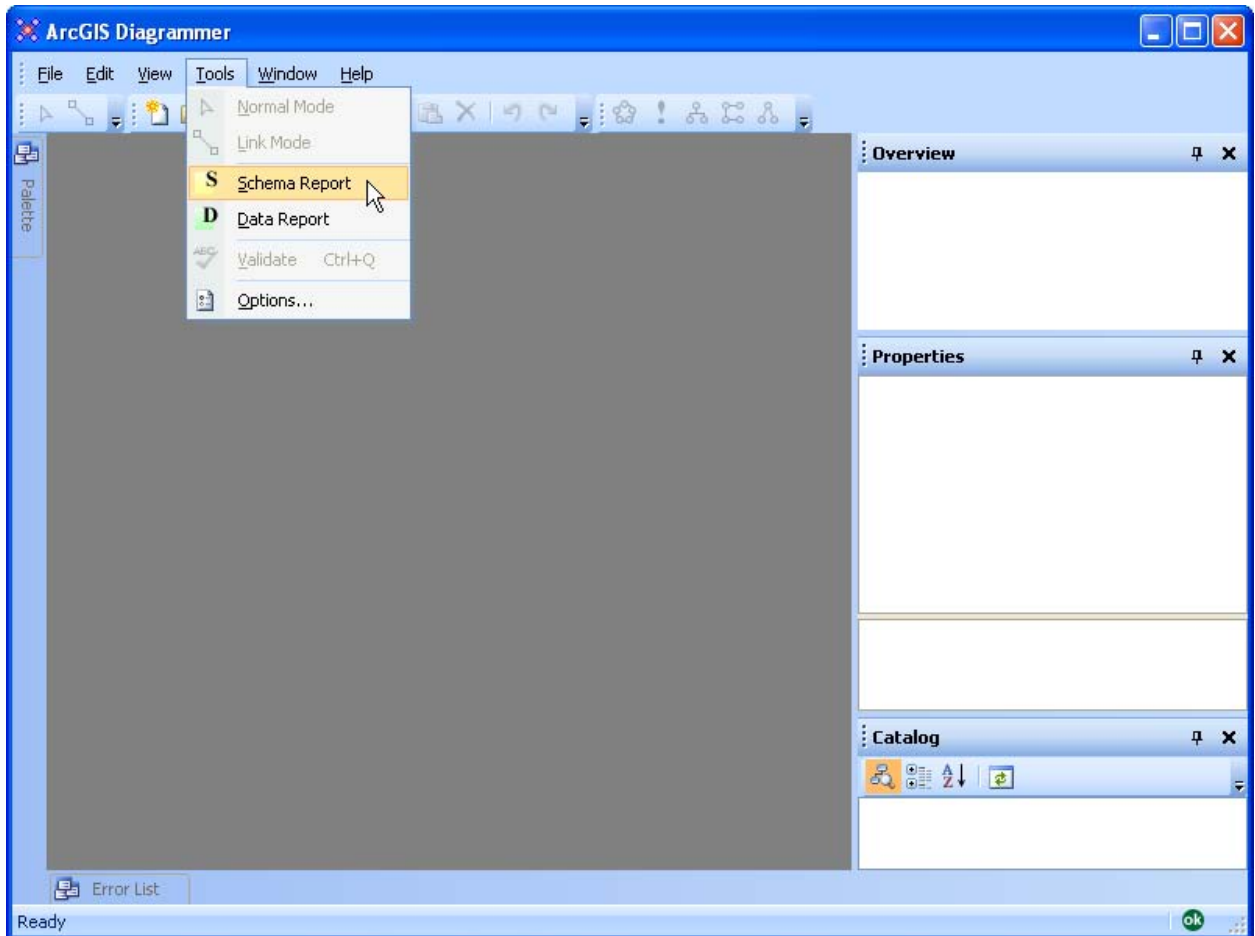 ArcGIS Diagrammer
File Edit View Tools Window Help
Normal Mode
Link Mode
S Schema Report
D Data Report
ABC Validate Ctrl+Q
Options...
Palette
Overview
Properties
Catalog
A
Z
Error List
Ready
ok